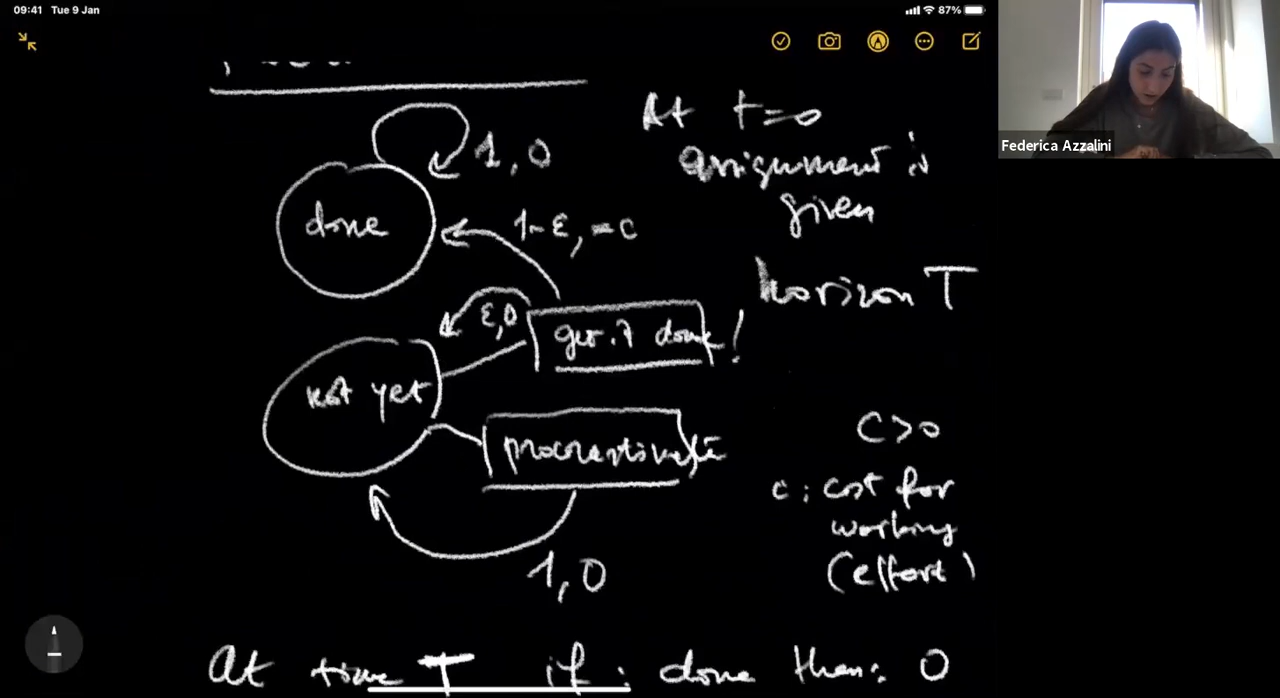 09:41 Tue 9 Jan
87%
At t=0
assignment is
given
1, 0
done
1-ε, -c
horizon T
ε, 0
get it done!
not yet
procrastinate
c>0
c: cost for
working
(effort)
1, 0
At time T if: done then: 0
Federica Azzalini